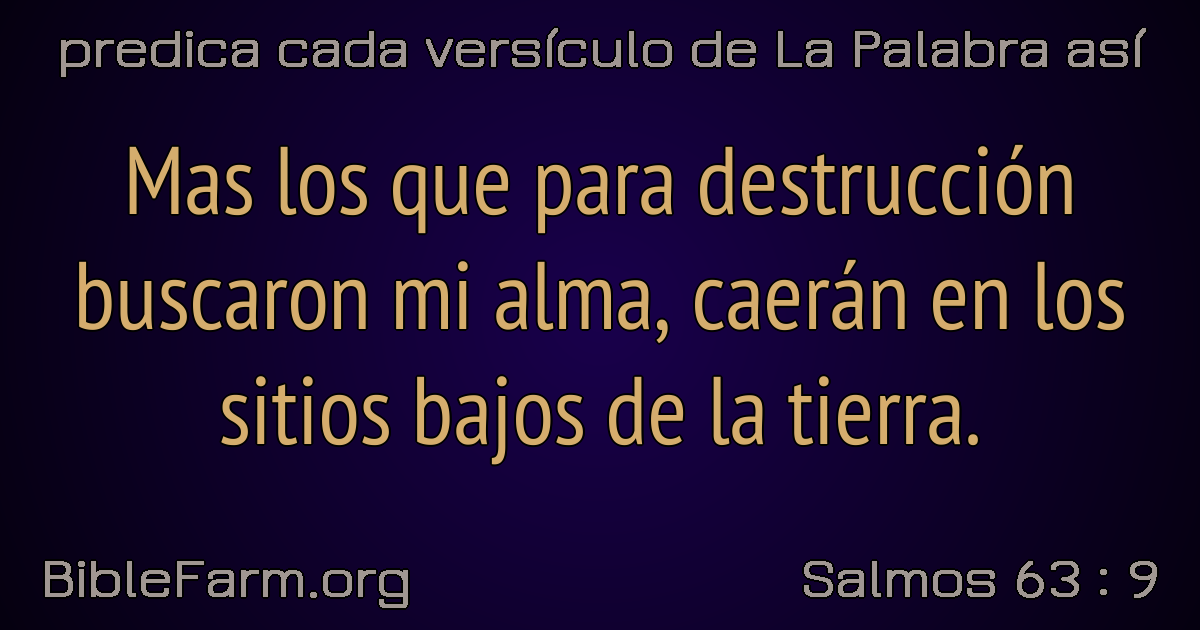 predica cada versículo de La Palabra así
Mas los que para destrucción
buscaron mi alma, caerán en los
sitios bajos de la tierra.
BibleFarm.org
Salmos 63 : 9